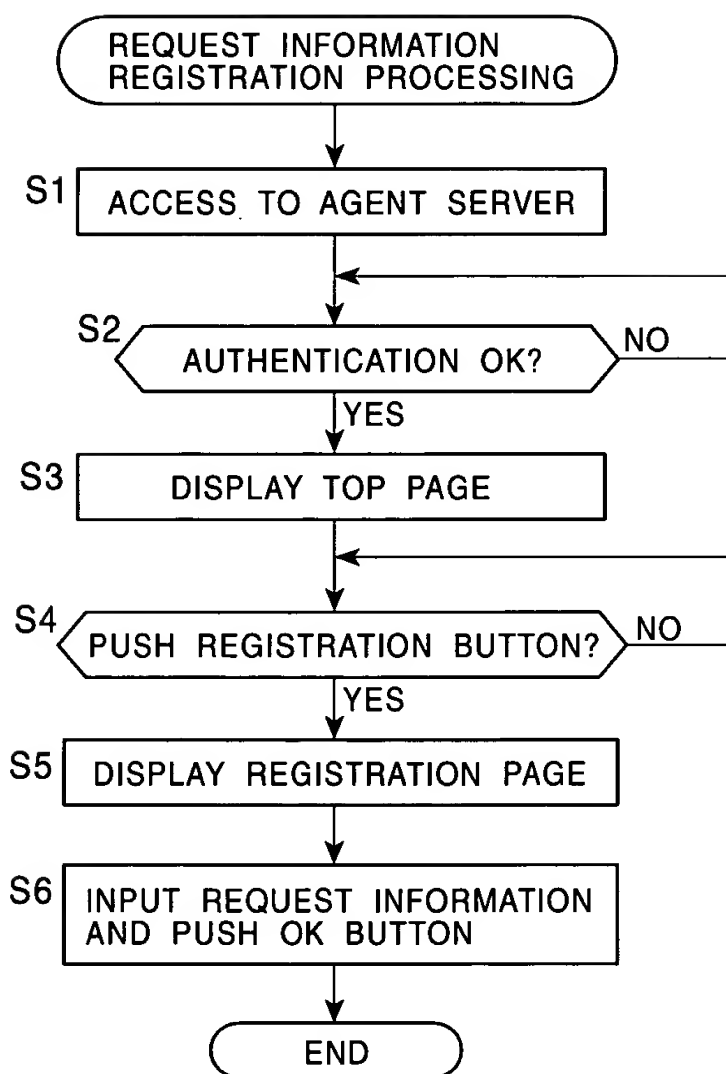 REQUEST INFORMATION
REGISTRATION PROCESSING
S1
ACCESS TO AGENT SERVER
S2
AUTHENTICATION OK?
NO
YES
S3
DISPLAY TOP PAGE
S4
PUSH REGISTRATION BUTTON?
NO
YES
S5
DISPLAY REGISTRATION PAGE
S6
INPUT REQUEST INFORMATION
AND PUSH OK BUTTON
END